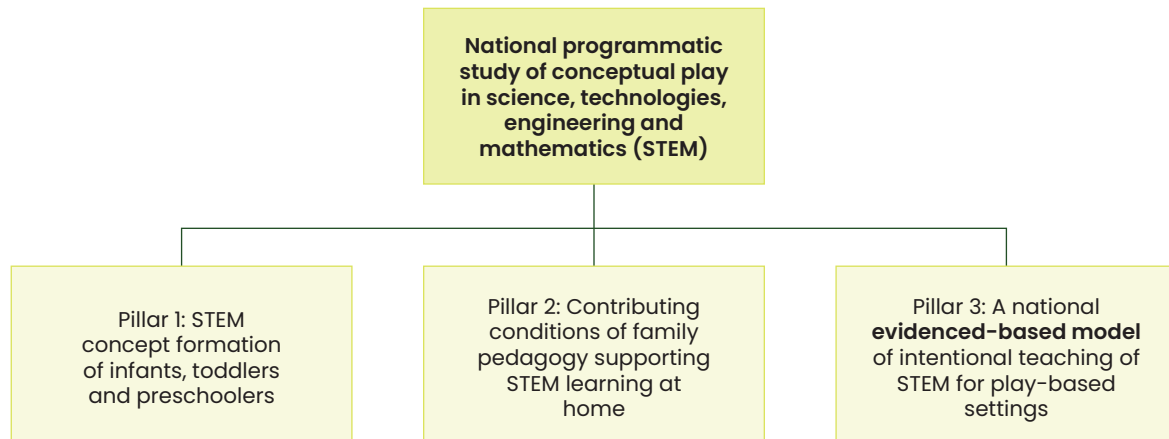 National programmatic
study of conceptual play
in science, technologies,
engineering and
mathematics (STEM)
Pillar 1: STEM
concept formation
of infants, toddlers
and preschoolers
Pillar 2: Contributing
conditions of family
pedagogy supporting
STEM learning at
home
Pillar 3: A national
evidenced-based model
of intentional teaching of
STEM for play-based
settings